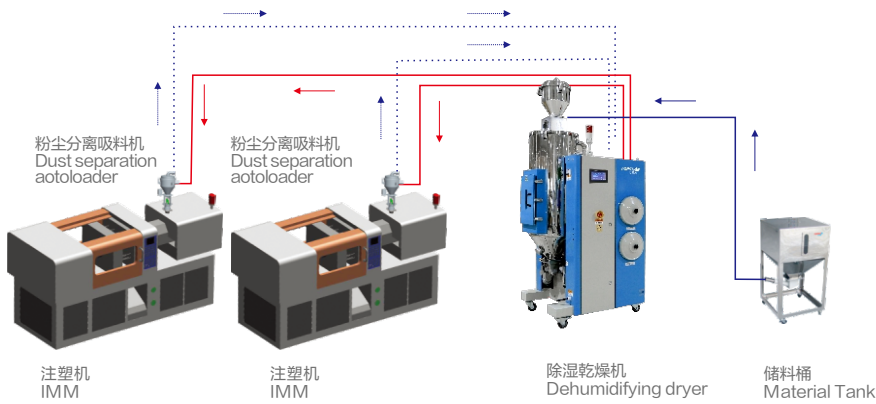 粉尘分离吸料机
Dust separation
aotoloader
粉尘分离吸料机
Dust separation
aotoloader
注塑机
IMM
注塑机
IMM
除湿乾燥机
Dehumidifying dryer
储料桶
Material Tank